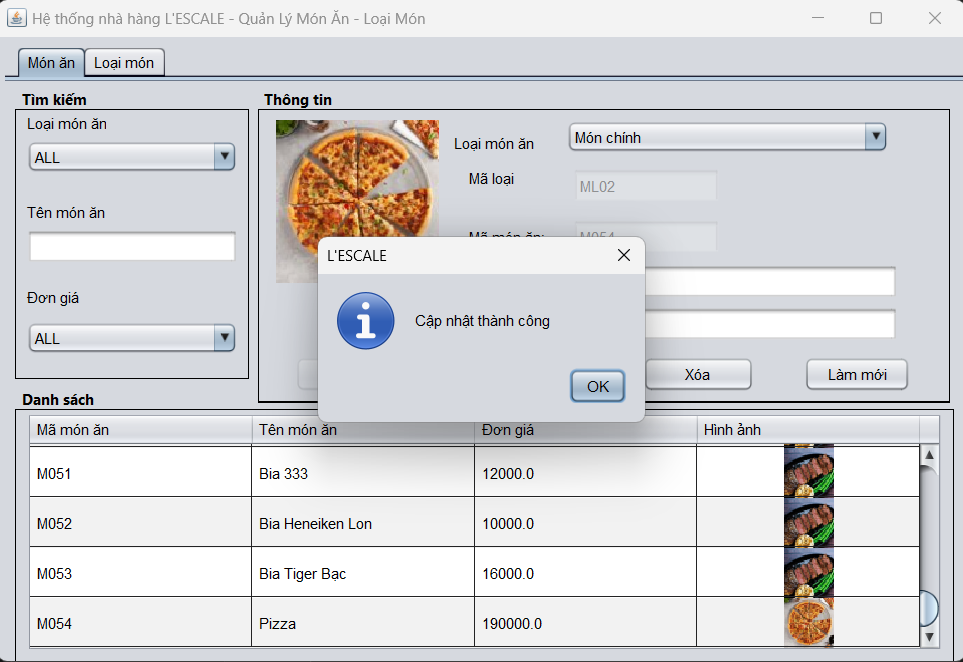 Hệ thống nhà hàng L'ESCALE - Quản Lý Món Ăn - Loại Món
Món ăn Loại món
Tìm kiếm
Loại món ăn
ALL
Tên món ăn
Đơn giá
ALL
Thông tin
Loại món ăn Món chính
Mã loại ML02
Mã món ăn: M054
L'ESCALE
Cập nhật thành công
OK
Xóa Làm mới
Danh sách
Mã món ăn Tên món ăn Đơn giá Hình ảnh
M051 Bia 333 12000.0
M052 Bia Heneiken Lon 10000.0
M053 Bia Tiger Bạc 16000.0
M054 Pizza 190000.0